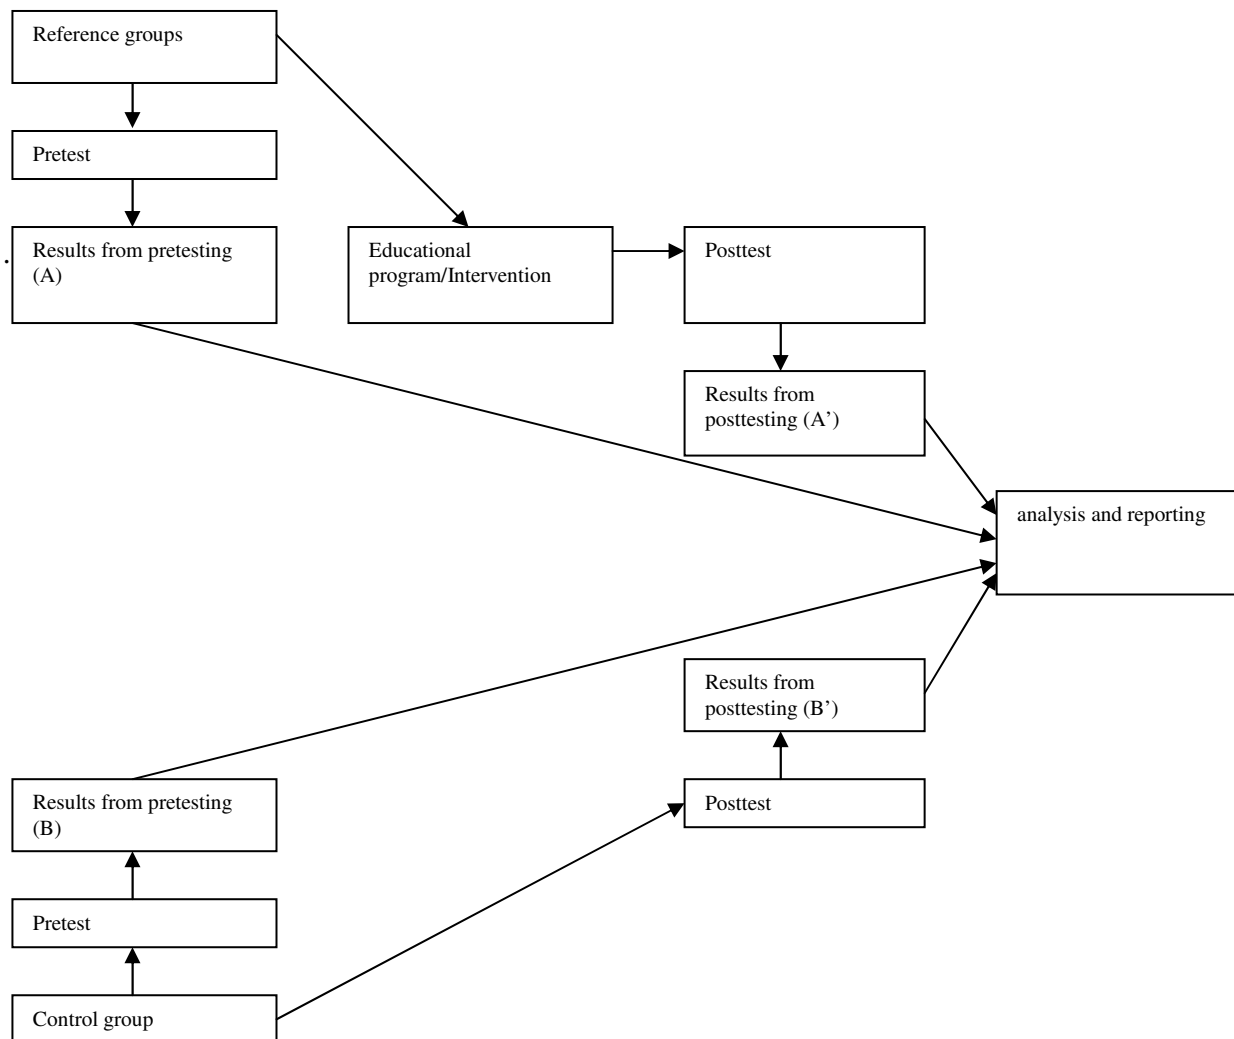 Reference groups
Pretest
Results from pretesting
(A)
.
Educational
program/Intervention
Posttest
Results from
posttesting (A’)
analysis and reporting
Results from
posttesting (B’)
Results from pretesting
(B)
Posttest
Pretest
Control group